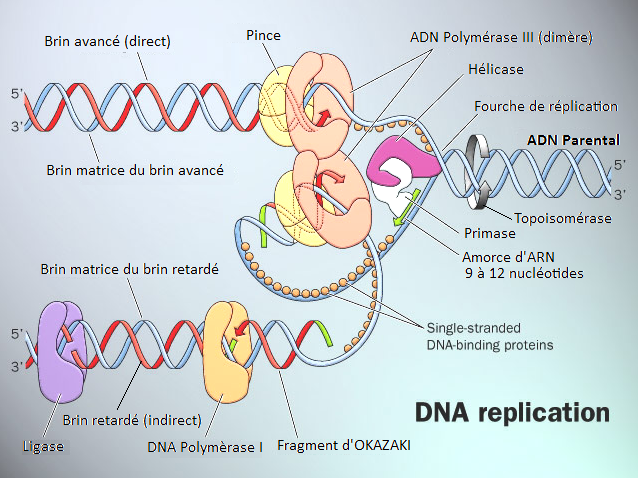 Brin avancé (direct)
Pince
ADN Polymérase III (dimère)
Hélicase
5'
3'
Fourche de réplication
ADN Parental
Brin matrice du brin avancé
5'
3'
Topoisomérase
Primase
Amorce d'ARN
9 à 12 nucléotides
Brin matrice du brin retardé
Single-stranded
DNA-binding proteins
5'
3'
Brin retardé (indirect)
DNA replication
Ligase
DNA Polymèrase I
Fragment d'OKAZAKI